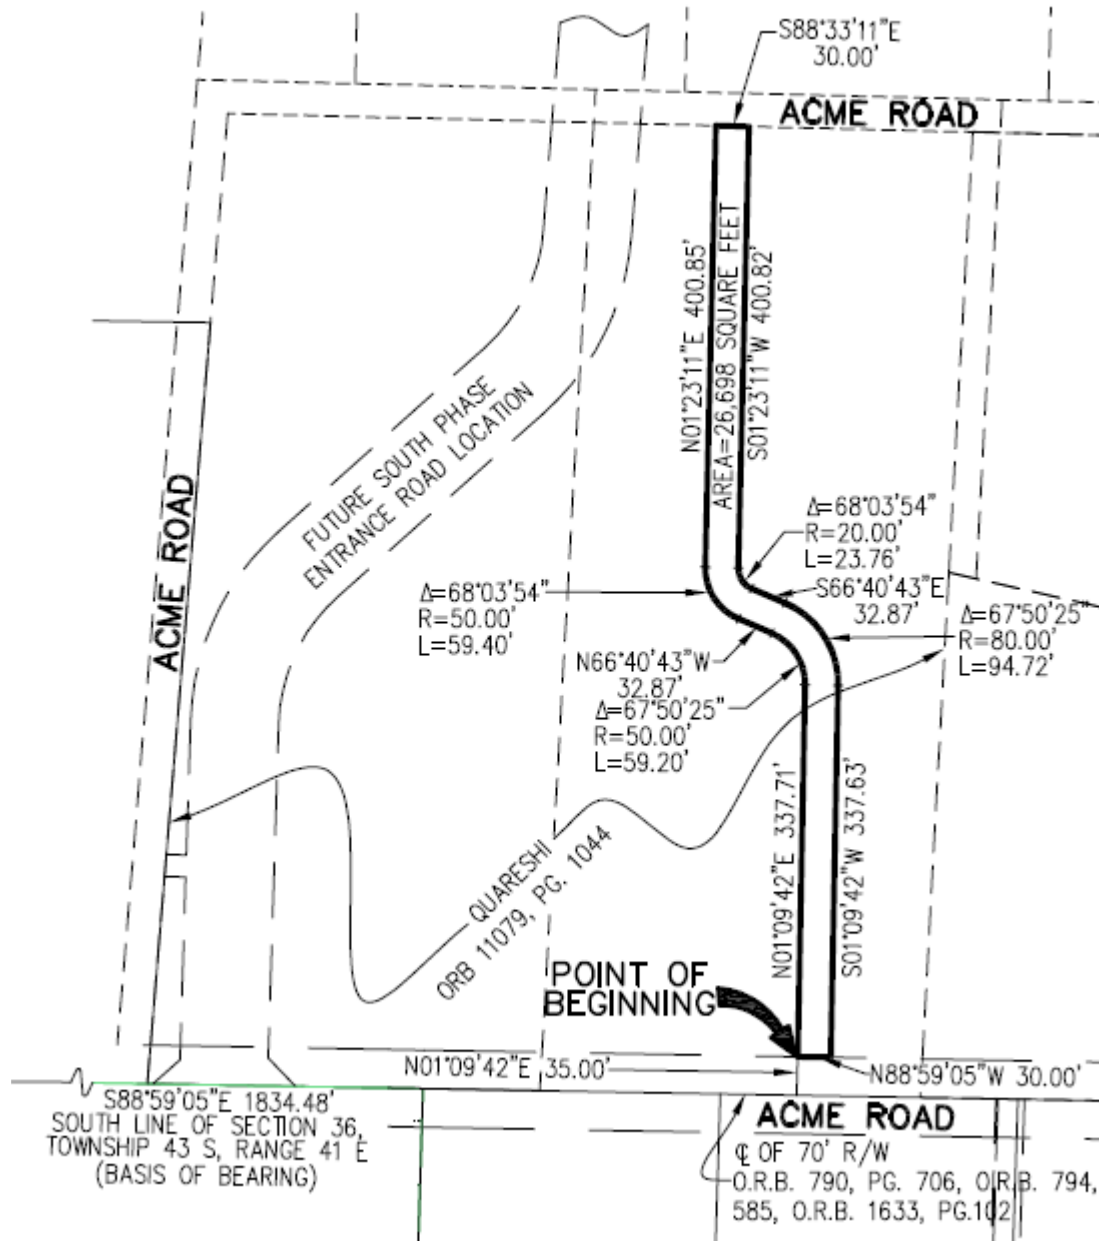 S88°33'11"E
30.00'
ACME ROAD
N01°23'11"E 400.85'
AREA=26,698 SQUARE FEET
S01°23'11"W 400.82'
FUTURE SOUTH PHASE
ENTRANCE ROAD LOCATION
ACME ROAD
Δ=68°03'54"
R=20.00'
L=23.76'
S66°40'43"E
32.87'
Δ=68°03'54"
R=50.00'
L=59.40'
Δ=67°50'25"
R=80.00'
L=94.72'
N66°40'43"W
32.87'
Δ=67°50'25"
R=50.00'
L=59.20'
N01°09'42"E 337.71'
S01°09'42"W 337.63'
QUARESHI
ORB 11079, PG. 1044
POINT OF
BEGINNING
N01°09'42"E 35.00'
N88°59'05"W 30.00'
S88°59'05"E 1834.48'
SOUTH LINE OF SECTION 36,
TOWNSHIP 43 S, RANGE 41 E
(BASIS OF BEARING)
ACME ROAD
℄ OF 70' R/W
O.R.B. 790, PG. 706, O.R.B. 794,
585, O.R.B. 1633, PG.102